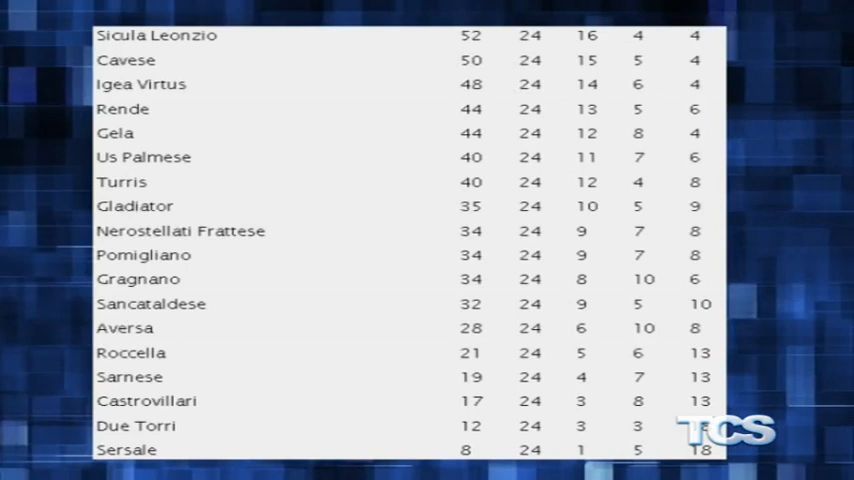 Sicula Leonzio 52 24 16 4 4
Cavese 50 24 15 5 4
Igea Virtus 48 24 14 6 4
Rende 44 24 13 5 6
Gela 44 24 12 8 4
Us Palmese 40 24 11 7 6
Turris 40 24 12 4 8
Gladiator 35 24 10 5 9
Nerostellati Frattese 34 24 9 7 8
Pomigliano 34 24 9 7 8
Gragnano 34 24 8 10 6
Sancataldese 32 24 9 5 10
Aversa 28 24 6 10 8
Roccella 21 24 5 6 13
Sarnese 19 24 4 7 13
Castrovillari 17 24 3 8 13
Due Torri 12 24 3 3
TCS
Sersale 8 24 1 5 18